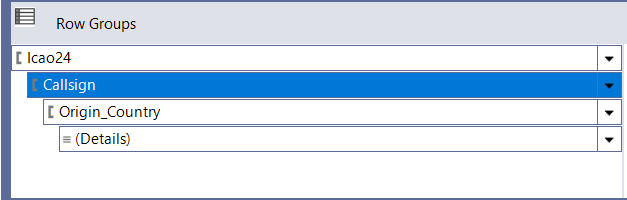 Row Groups
Icao24
Callsign
Origin_Country
(Details)